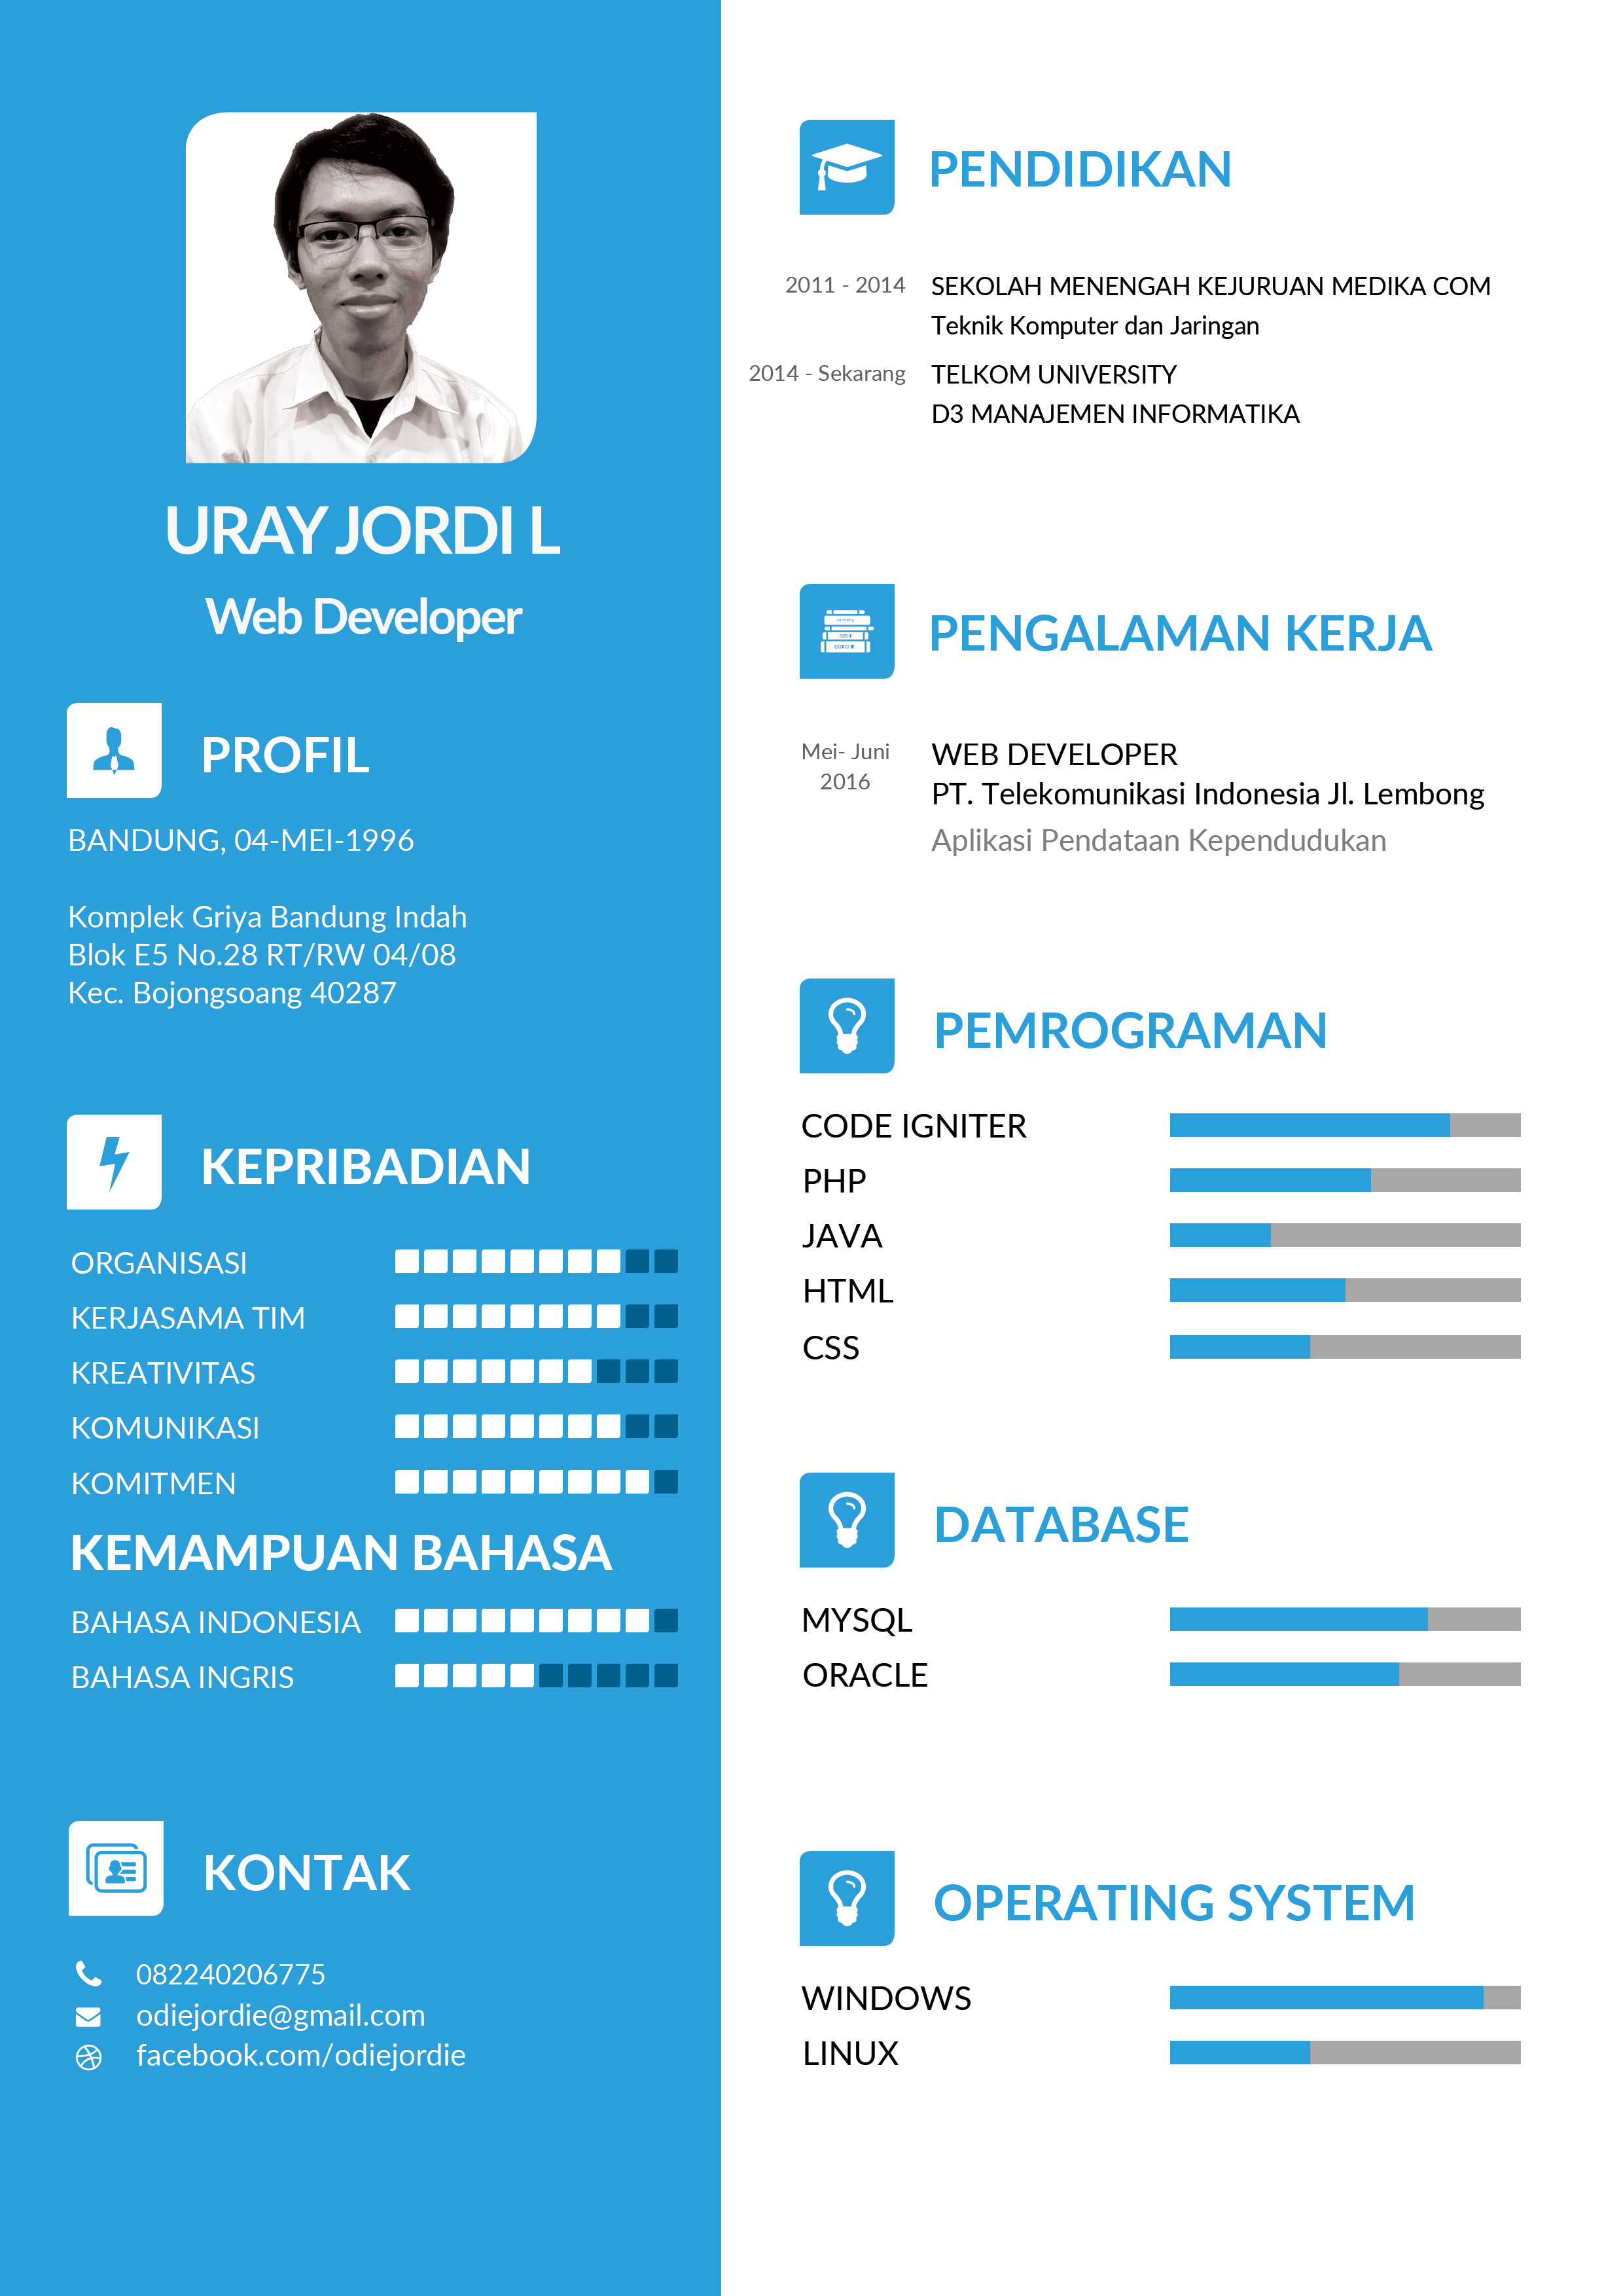 URAY JORDI L
Web Developer
PROFIL
BANDUNG, 04-MEI-1996
Komplek Griya Bandung Indah
Blok E5 No.28 RT/RW 04/08
Kec. Bojongsoang 40287
KEPRIBADIAN
ORGANISASI
KERJASAMA TIM
KREATIVITAS
KOMUNIKASI
KOMITMEN
KEMAMPUAN BAHASA
BAHASA INDONESIA
BAHASA INGRIS
KONTAK
082240206775
odiejordie@gmail.com
facebook.com/odiejordie
PENDIDIKAN
2011 - 2014 SEKOLAH MENENGAH KEJURUAN MEDIKA COM
Teknik Komputer dan Jaringan
2014 - Sekarang TELKOM UNIVERSITY
D3 MANAJEMEN INFORMATIKA
PENGALAMAN KERJA
Mei- Juni
2016
WEB DEVELOPER
PT. Telekomunikasi Indonesia Jl. Lembong
Aplikasi Pendataan Kependudukan
PEMROGRAMAN
CODE IGNITER
PHP
JAVA
HTML
CSS
DATABASE
MYSQL
ORACLE
OPERATING SYSTEM
WINDOWS
LINUX